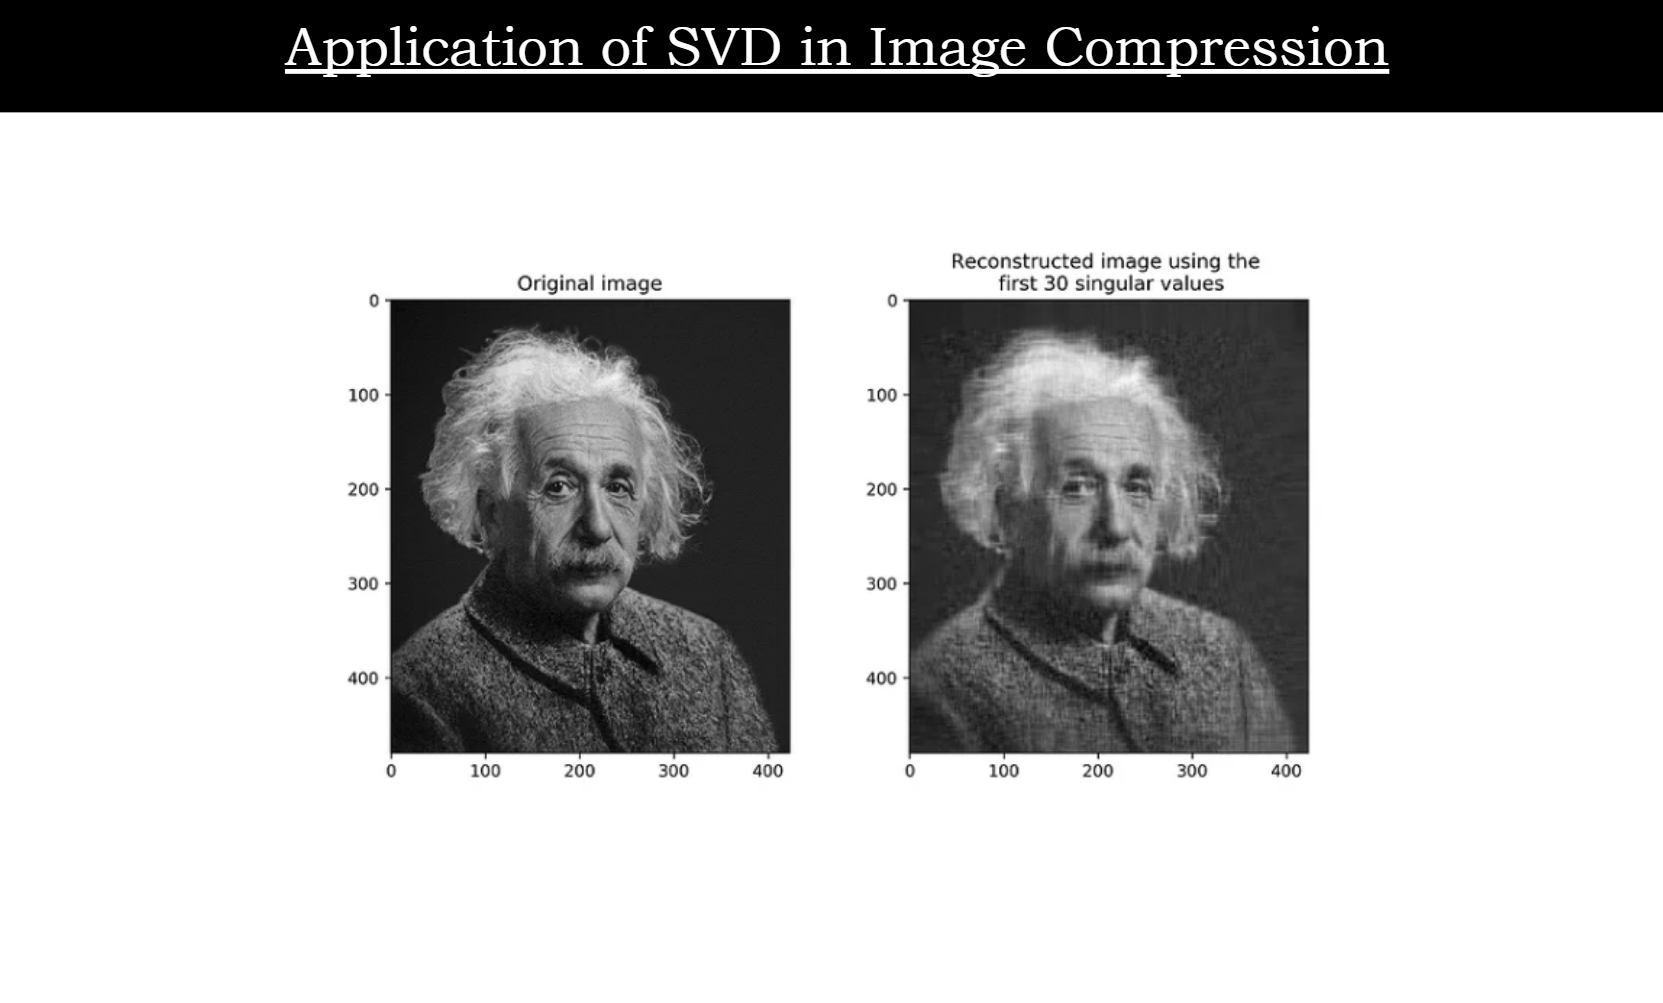 Application of SVD in Image Compression
Original image
0
100
200
300
400
0 100 200 300 400
Reconstructed image using the
first 30 singular values
0
100
200
300
400
0 100 200 300 400